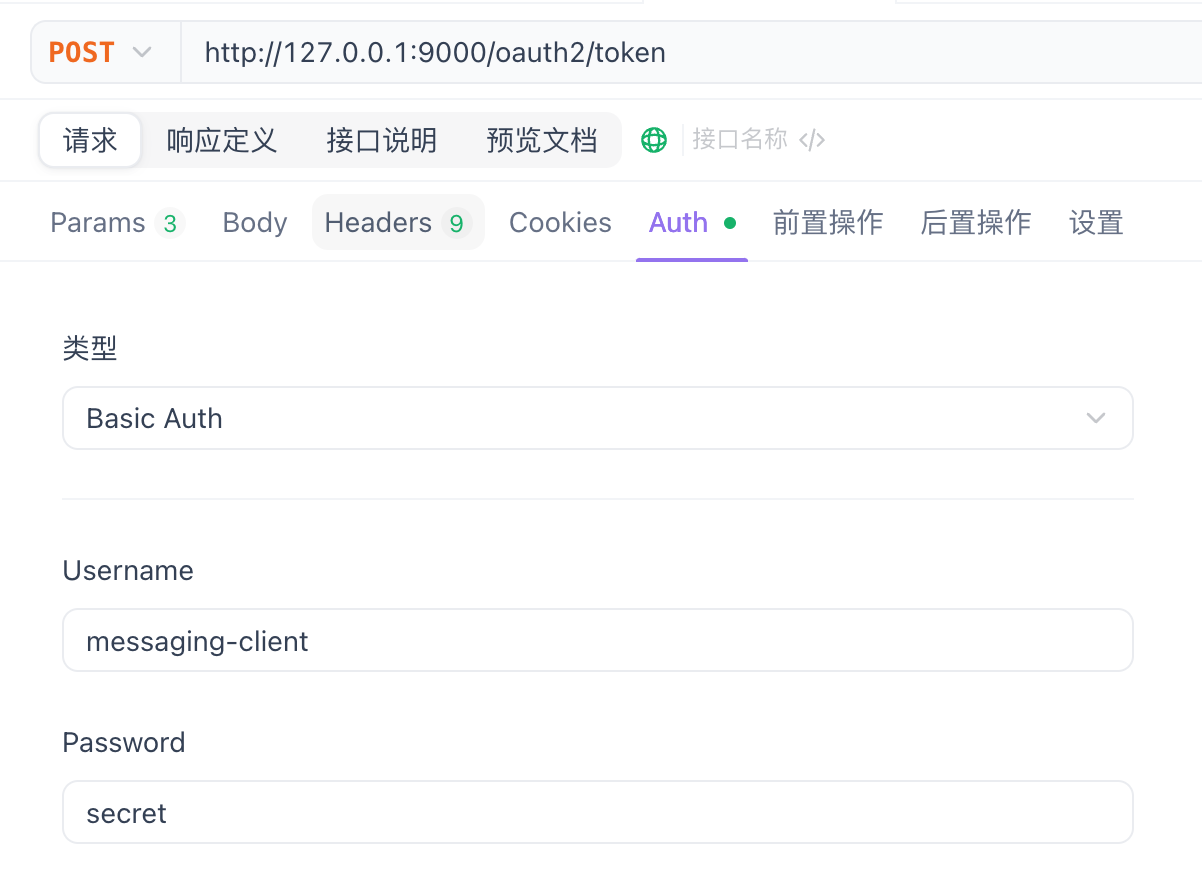 POST http://127.0.0.1:9000/oauth2/token
请求 响应定义 接口说明 预览文档 接口名称 </>
Params 3 Body Headers 9 Cookies Auth 前置操作 后置操作 设置
类型
Basic Auth
Username
messaging-client
Password
secret